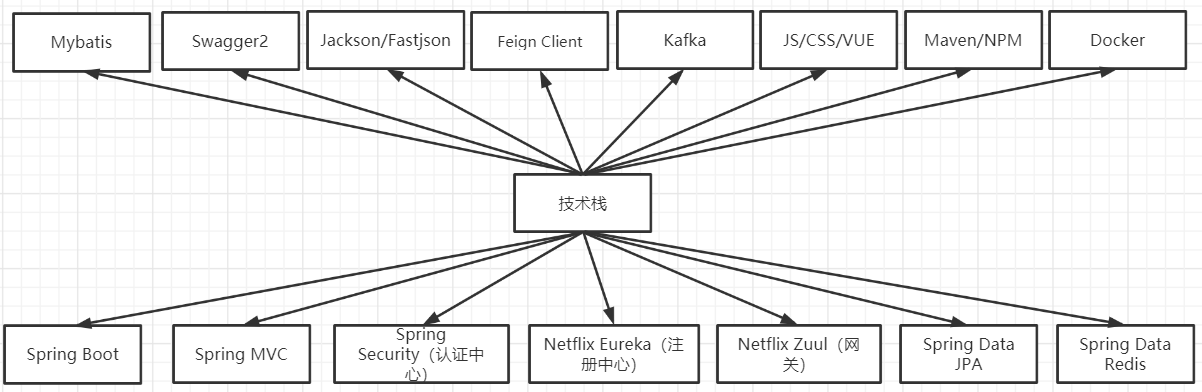 Mybatis
Swagger2
Jackson/Fastjson
Feign Client
Kafka
JS/CSS/VUE
Maven/NPM
Docker
技术栈
Spring Boot
Spring MVC
Spring
Security（认证中
心）
Netflix Eureka（注
册中心）
Netflix Zuul（网
关）
Spring Data
JPA
Spring Data
Redis